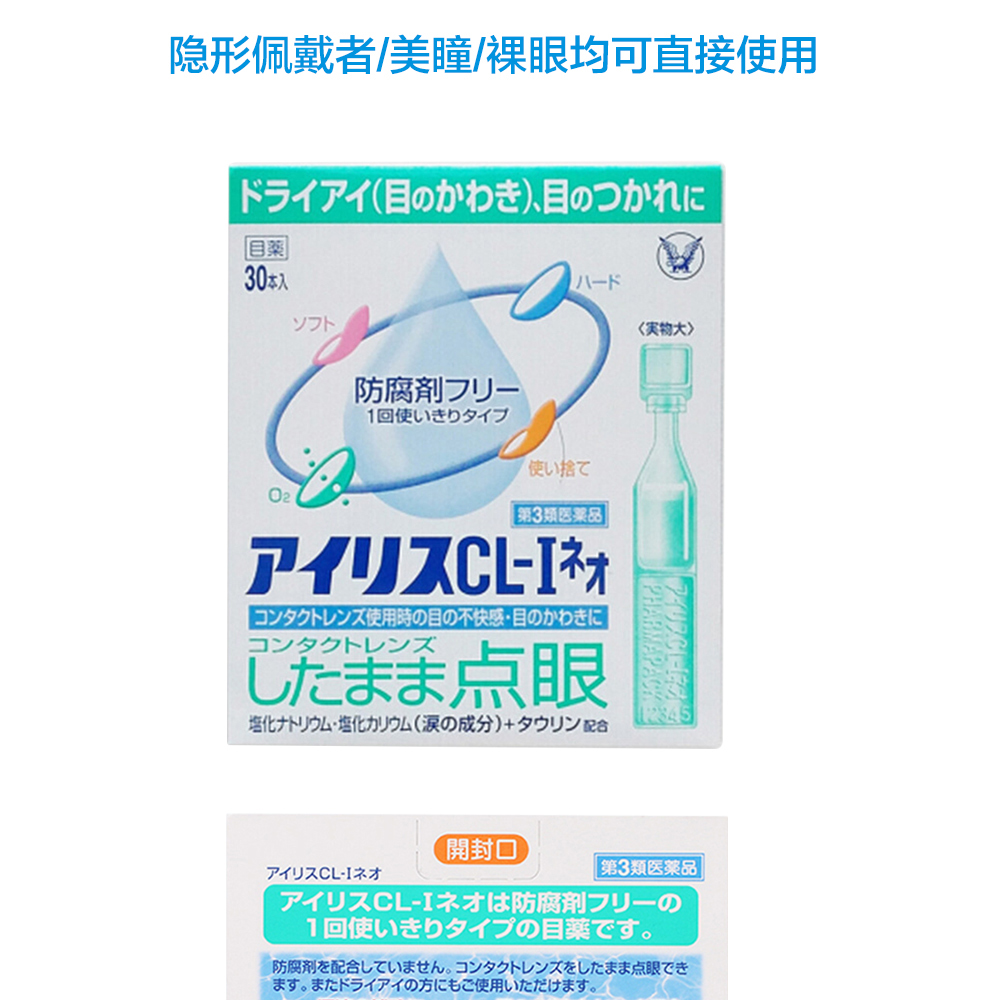 隐形佩戴者/美瞳/裸眼均可直接使用
ドライアイ(目のかわき)、目のつかれに
目薬
30本入
ハード
ソフト
〈実物大〉
防腐剤フリー
1回使いきりタイプ
使い捨て
O2
第3類医薬品
アイリスCL-Iネオ
コンタクトレンズ使用時の目の不快感・目のかわきに
コンタクトレンズ
したまま点眼
塩化ナトリウム・塩化カリウム(涙の成分)+タウリン配合
開封口
アイリスCL-Iネオ
第3類医薬品
アイリスCL-Iネオは防腐剤フリーの
1回使いきりタイプの目薬です。
防腐剤を配合していません。コンタクトレンズをしたまま点眼でき
ます。またドライアイの方にもご使用いただけます。